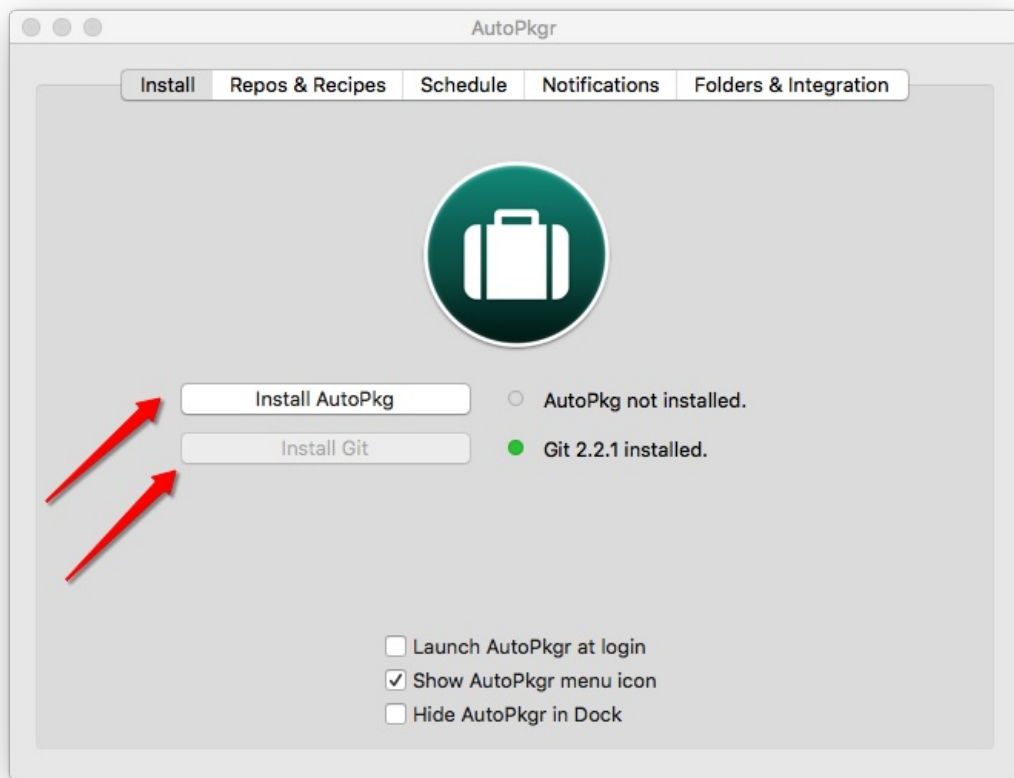 AutoPkgr
Install Repos & Recipes Schedule Notifications Folders & Integration
Install AutoPkg AutoPkg not installed.
Install Git Git 2.2.1 installed.
Launch AutoPkgr at login
Show AutoPkgr menu icon
Hide AutoPkgr in Dock